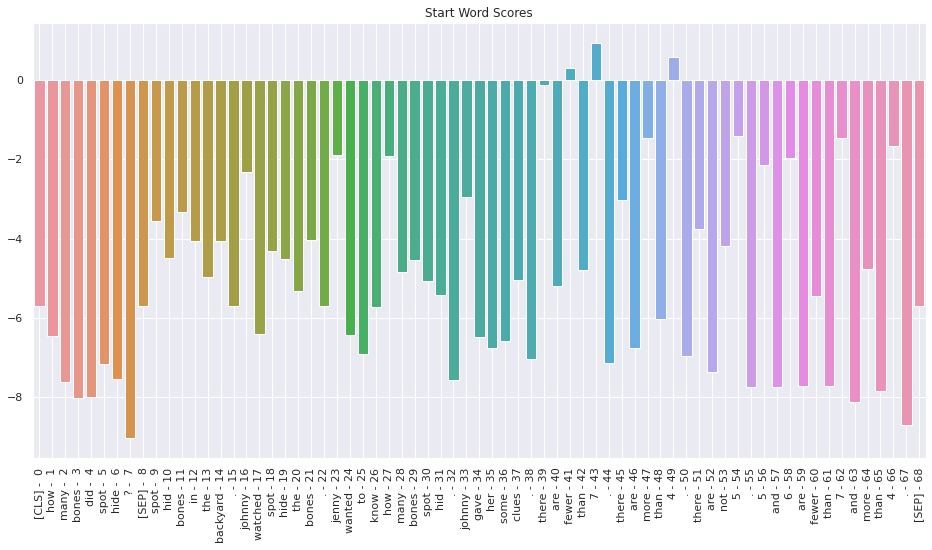 Start Word Scores
0
−2
−4
−6
−8
[CLS] - 0
how - 1
many - 2
bones - 3
did - 4
spot - 5
hide - 6
? - 7
[SEP] - 8
spot - 9
hid - 10
bones - 11
in - 12
the - 13
backyard - 14
. - 15
johnny - 16
watched - 17
spot - 18
hide - 19
the - 20
bones - 21
. - 22
jenny - 23
wanted - 24
to - 25
know - 26
how - 27
many - 28
bones - 29
spot - 30
hid - 31
. - 32
johnny - 33
gave - 34
her - 35
some - 36
clues - 37
. - 38
there - 39
are - 40
fewer - 41
than - 42
7 - 43
. - 44
there - 45
are - 46
more - 47
than - 48
4 - 49
. - 50
there - 51
are - 52
not - 53
5 - 54
. - 55
5 - 56
and - 57
6 - 58
are - 59
fewer - 60
than - 61
7 - 62
and - 63
more - 64
than - 65
4 - 66
. - 67
[SEP] - 68